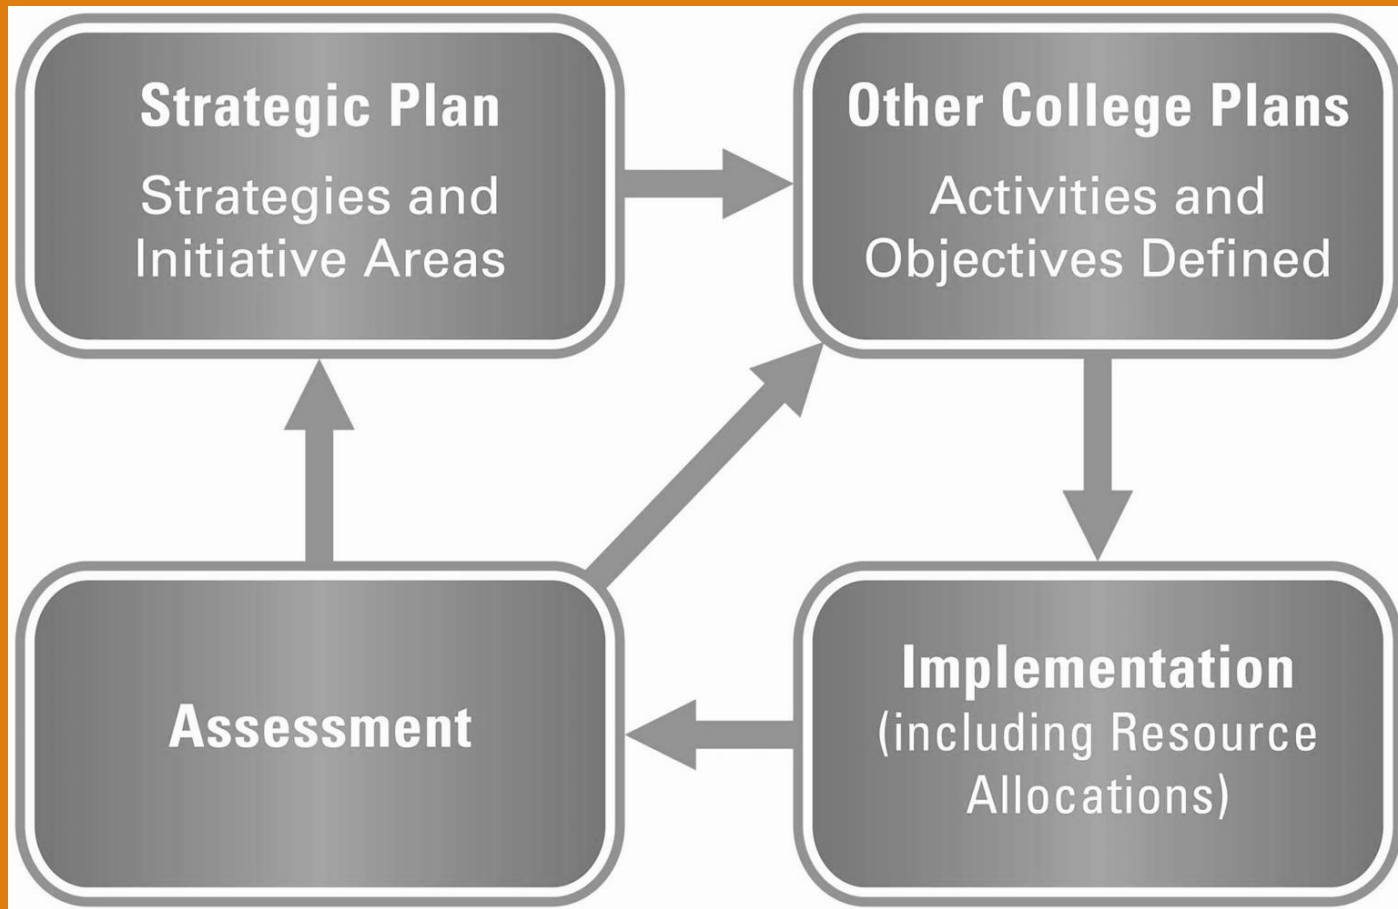 Strategic Plan
Strategies and
Initiative Areas
Other College Plans
Activities and
Objectives Defined
Assessment
Implementation
(including Resource
Allocations)